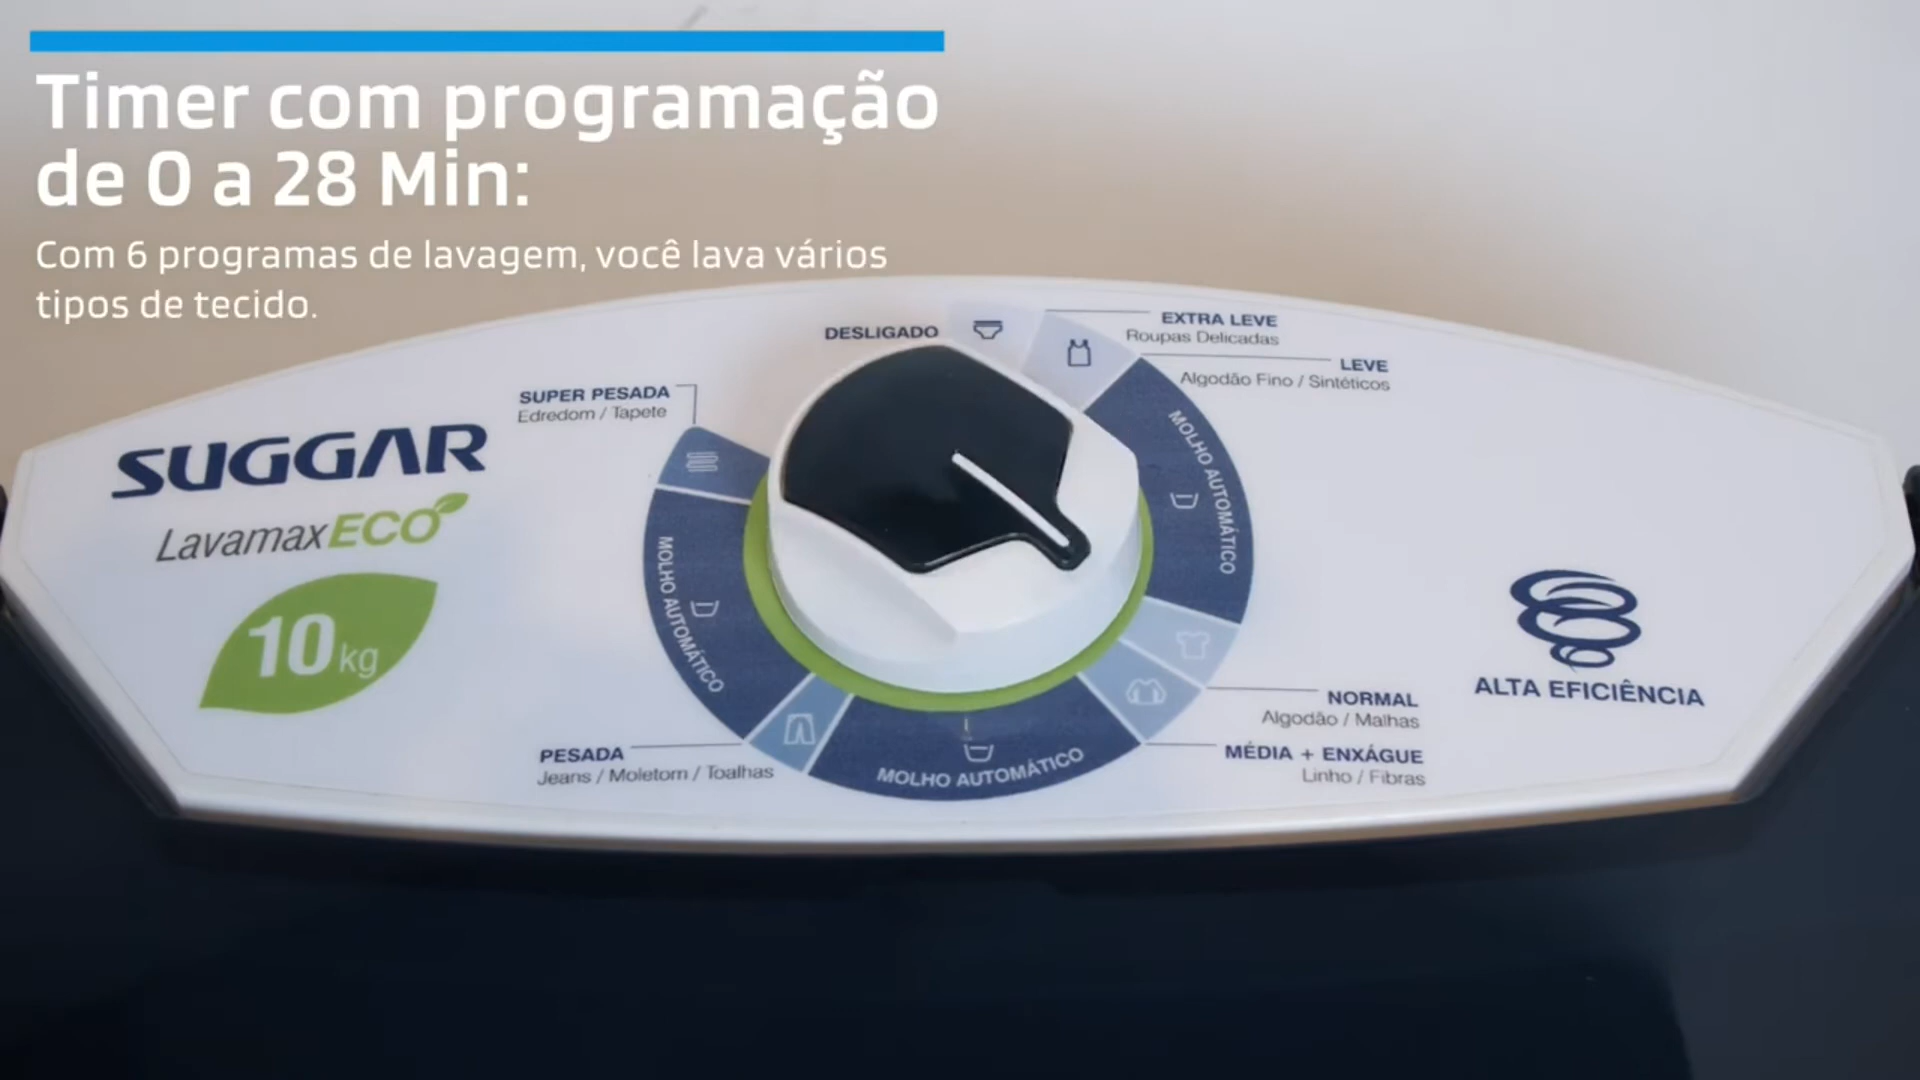 Timer com programação
de 0 a 28 Min:
Com 6 programas de lavagem, você lava vários
tipos de tecido.
DESLIGADO
EXTRA LEVE
Roupas Delicadas
LEVE
Algodão Fino / Sintéticos
SUPER PESADA
Edredom / Tapete
SUGGAR
LavamaxECO
10kg
MOLHO AUTOMÁTICO
MOLHO AUTOMÁTICO
MOLHO AUTOMÁTICO
ALTA EFICIÊNCIA
NORMAL
Algodão / Malhas
PESADA
Jeans / Moletom / Toalhas
MÉDIA + ENXÁGUE
Linho / Fibras